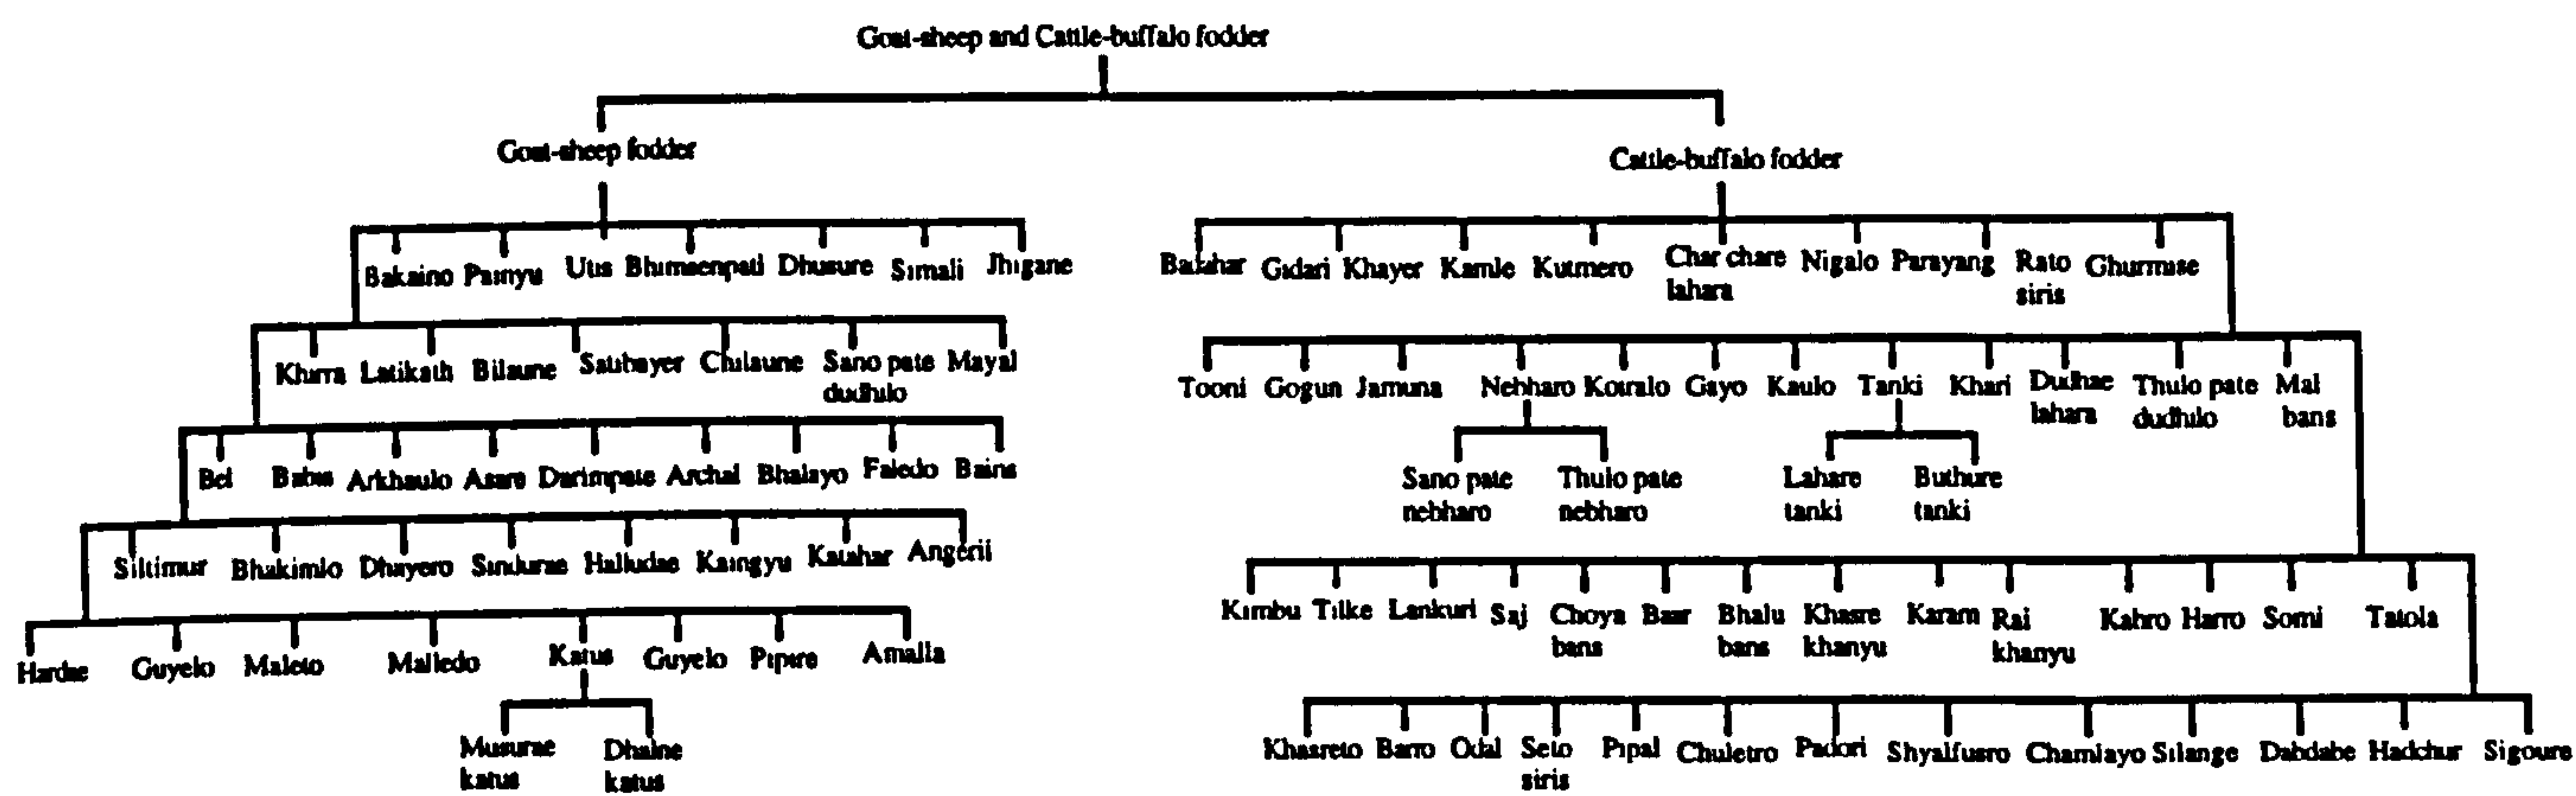 Goat-sheep and Cattle-buffalo fodder
Goat-sheep fodder
Cattle-buffalo fodder
Bakaino Painyu Utis Bhimsenpati Dhusure Simali Jhigane
Badahar Gidari Khayer Kamle Kutmero Char chare Nigalo Parayang Rato Ghurmise
lahara siris
Khirra Latikath Bilaune Satibayer Chilaune Sano pate Mayal
dudhilo
Tooni Gogun Jamuna Nebharo Kotralo Gayo Kaulo Tanki Khari Dudhae Thulo pate Mal
lahara dudhilo bans
Bel Arkhaulo Asare Darimpate Archal Bhalayo Faledo Bains
Sano pate Thulo pate Lahare Buthure
nebharo nebharo tanki tanki
Siltimur Bhakimlo Dhayero Sindurae Halludae Kaingyu Katahar Angerii
Kimbu Tilke Lankuri Saj Choya Baar Bhalu Khasre Karam Rai Kahro Harro Somi Tatola
bans bans khanyu khanyu
Hardae Guyelo Maleto Malledo Katus Guyelo Pipire Amalla
Musurae Dhalne
katus katus
Khasreto Barro Odal Seto Pipal Chuletro Padori Shyalfusro Chamlayo Silange Dabdabe Hadchur Sigoure
siris